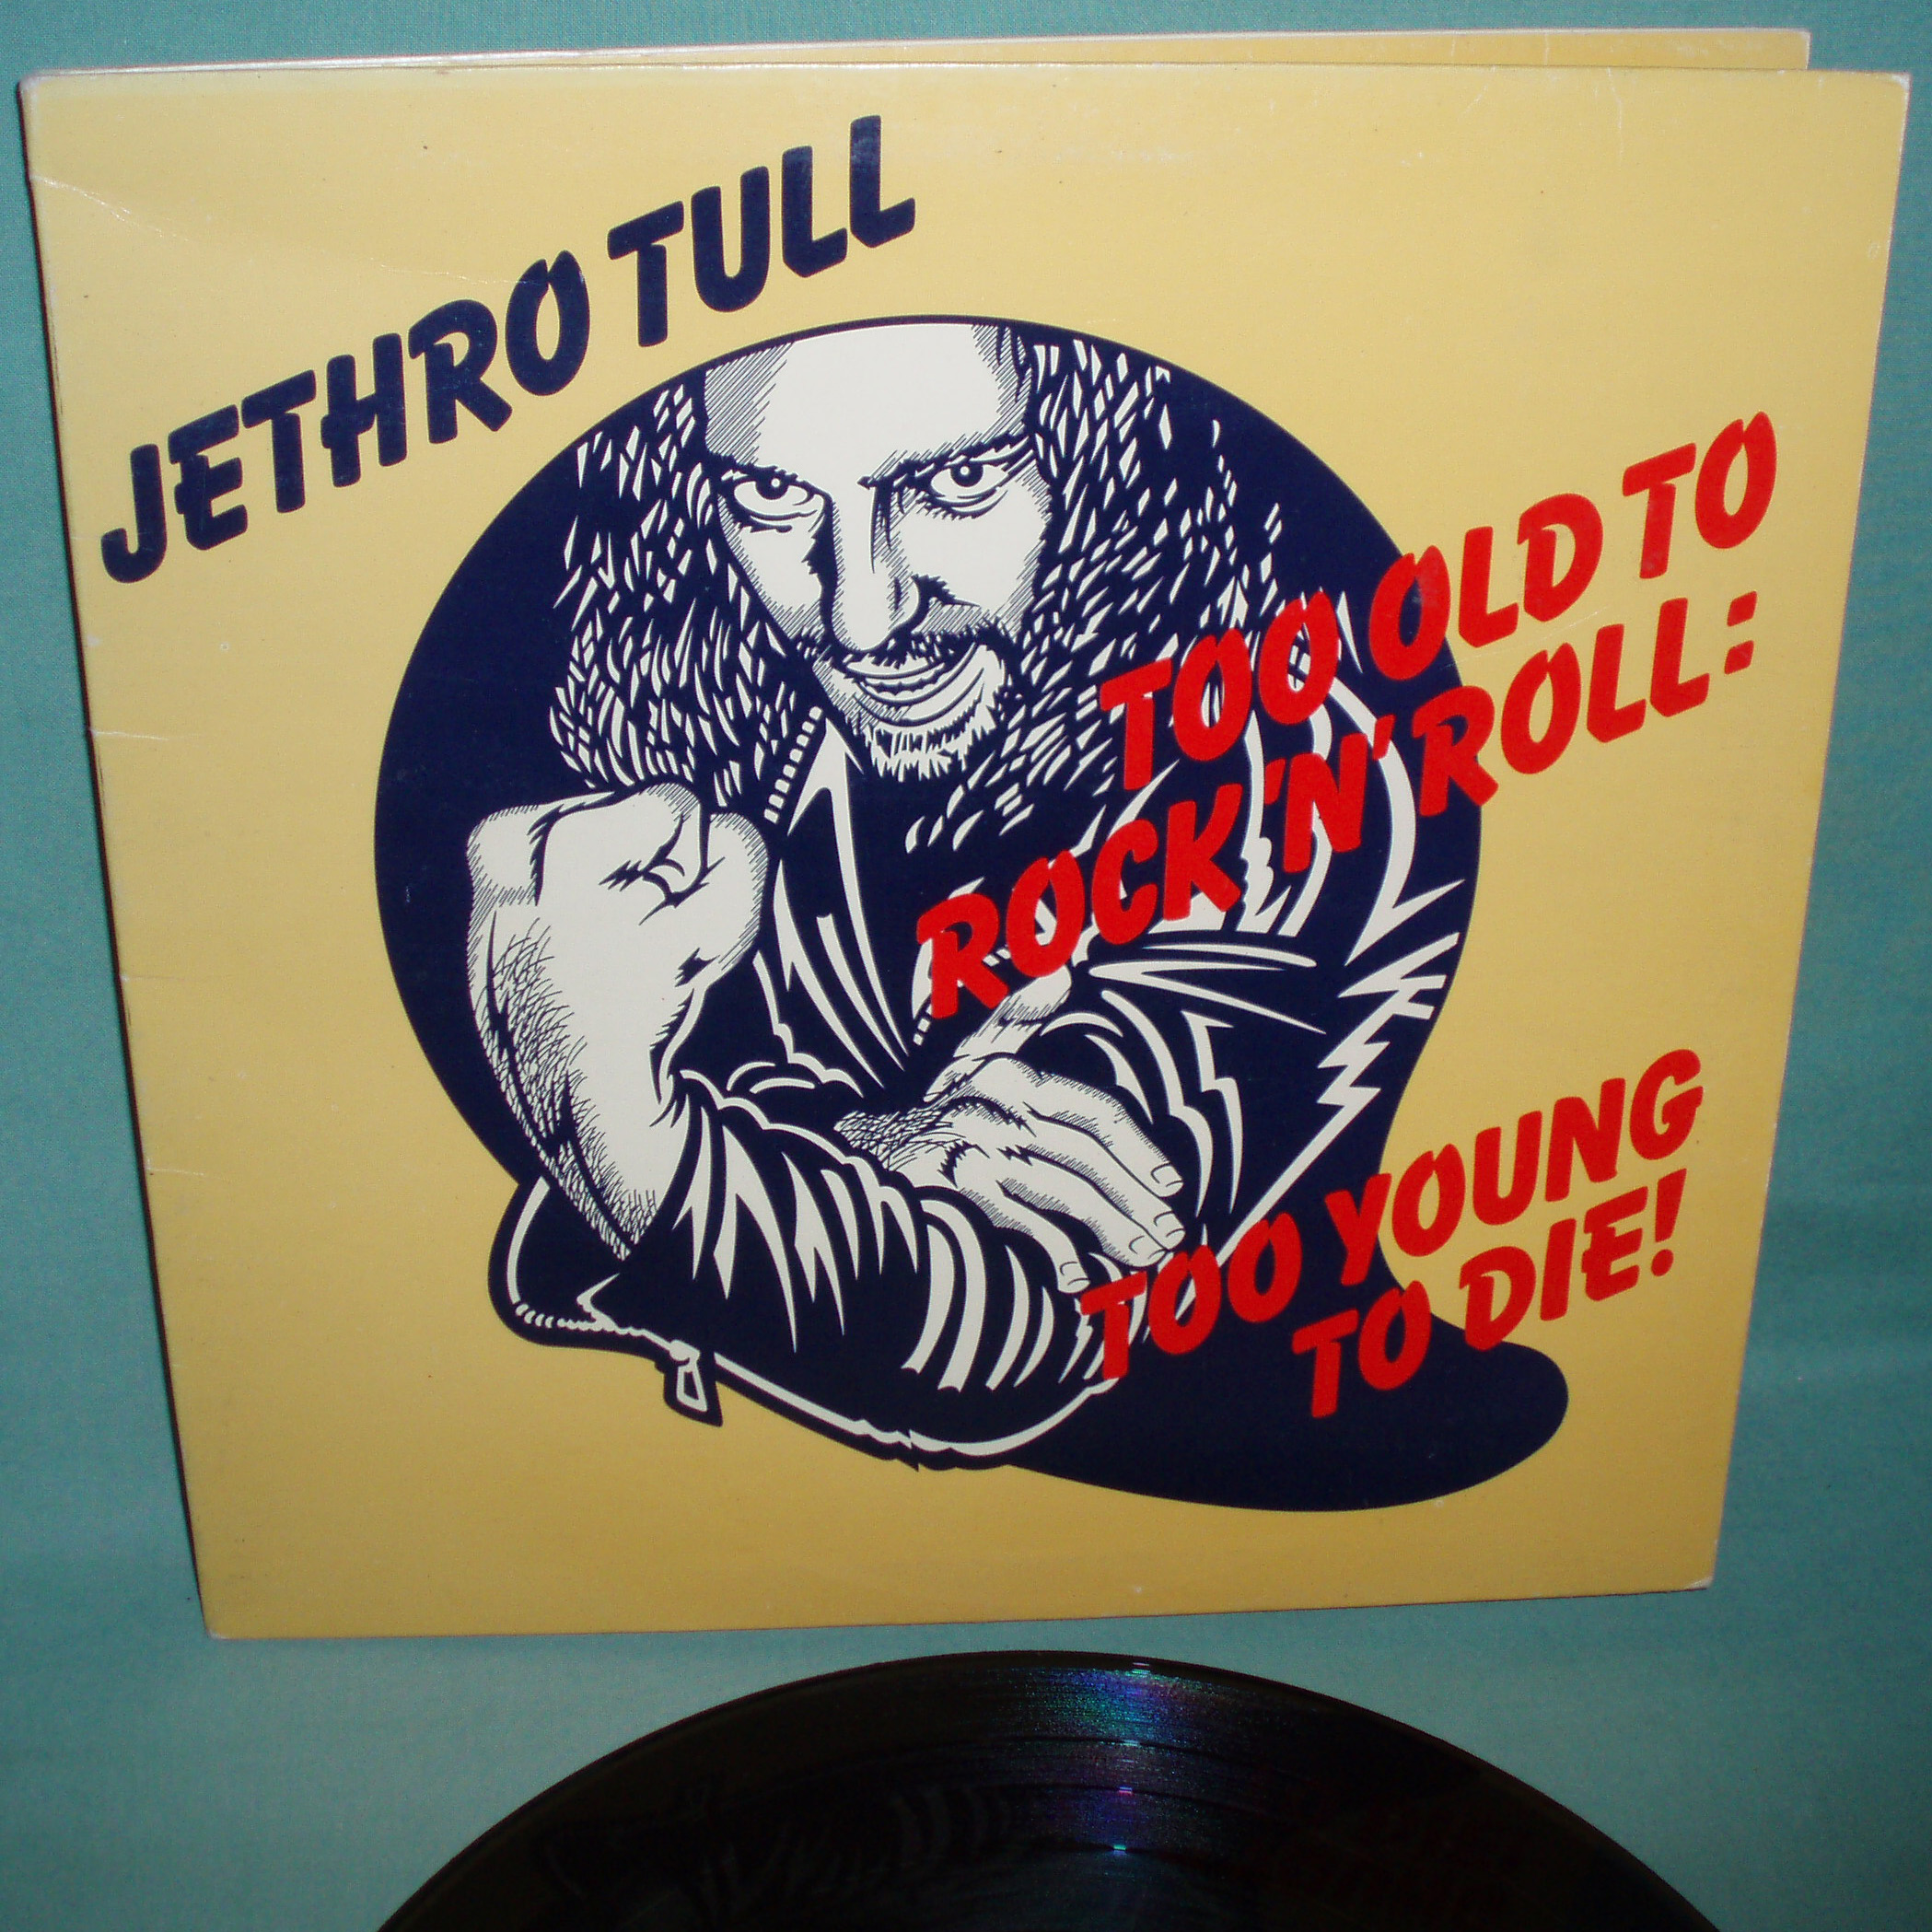 JETHRO TULL
TOO OLD TO
ROCK 'N' ROLL:
TOO YOUNG
TO DIE!